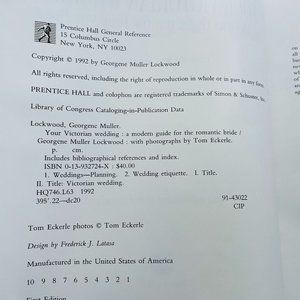 Prentice Hall General Reference
15 Columbus Circle
New York, NY 10023
Copyright © 1992 by Georgene Muller Lockwood
All rights reserved, including the right of reproduction in whole or in part in any form.
PRENTICE HALL and colophon are registered trademarks of Simon & Schuster, Inc.
Library of Congress Cataloging-in-Publication Data
Lockwood, Georgene Muller.
Your Victorian wedding : a modern guide for the romantic bride /
Georgene Muller Lockwood : with photographs by Tom Eckerle.
p. cm.
Includes bibliographical references and index.
ISBN 0-13-932724-X : $40.00
1. Weddings—Planning. 2. Wedding etiquette. I. Title.
II. Title: Victorian wedding.
HQ746.L63 1992
395'.22—dc20 91-43022
CIP
Tom Eckerle photos © Tom Eckerle
Design by Frederick J. Latasa
Manufactured in the United States of America
10 9 8 7 6 5 4 3 2 1
First Edition